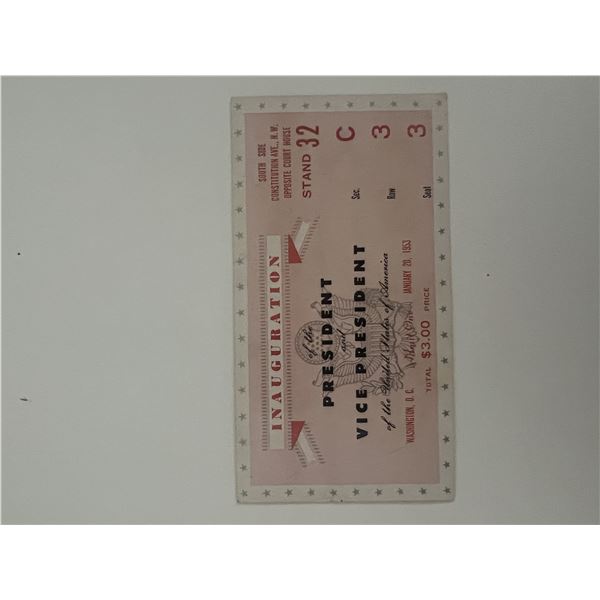 INAUGURATION
of the
PRESIDENT
and
VICE PRESIDENT
of the United States of America
WASHINGTON, D. C. JANUARY 20, 1953
TOTAL $3.00 PRICE
SOUTH SIDE
CONSTITUTION AVE., N.W.
OPPOSITE COURT HOUSE
STAND 32
C
Sec.
3
Row
3
Seat